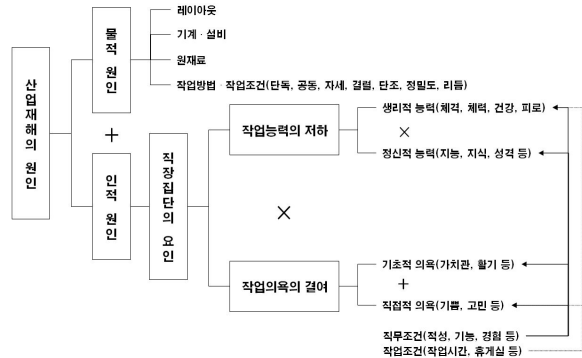 산업재해의 원인
물적 원인
레이아웃
기계 · 설비
원재료
작업방법 · 작업조건(단독, 공동, 자세, 결렬, 단조, 정밀도, 리듬)
+
인적 원인
직장집단의 요인
작업능력의 저하
생리적 능력(체격, 체력, 건강, 피로)
×
정신적 능력(지능, 지식, 성격 등)
×
작업의욕의 결여
기초적 의욕(가치관, 활기 등)
+
직접적 의욕(기쁨, 고민 등)
직무조건(적성, 기능, 경험 등)
작업조건(작업시간, 휴게실 등)